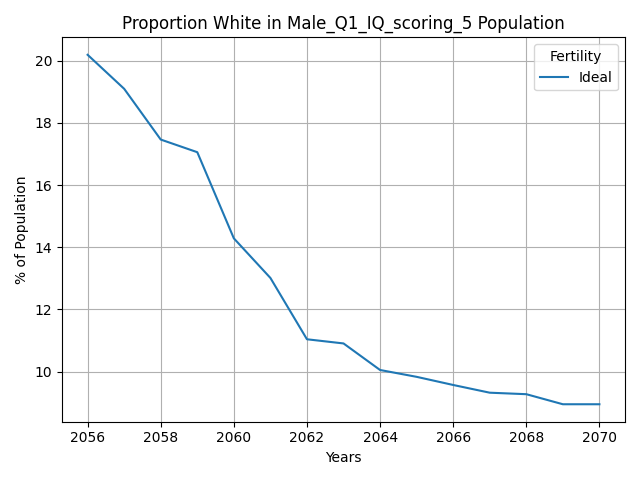 Proportion White in Male_Q1_IQ_scoring_5 Population
Fertility
Ideal
% of Population
20
18
16
14
12
10
2056 2058 2060 2062 2064 2066 2068 2070
Years